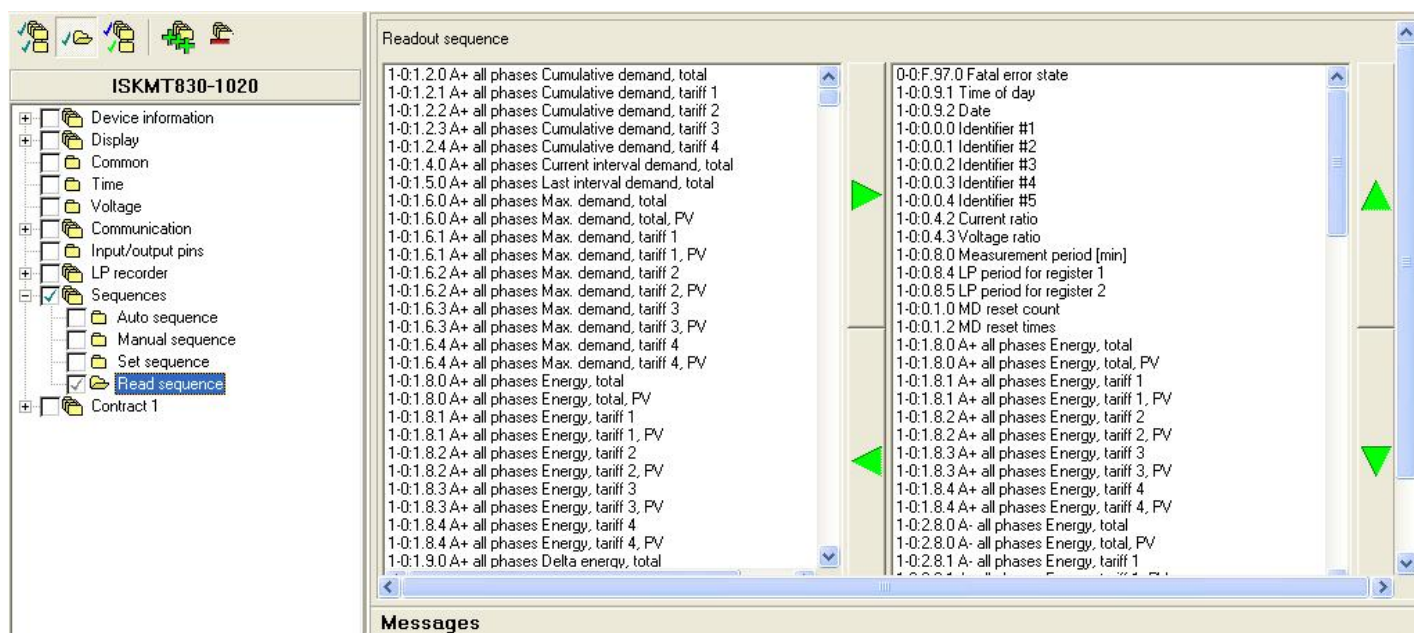 ISKMT830-1020
Device information
Display
Common
Time
Voltage
Communication
Input/output pins
LP recorder
Sequences
Auto sequence
Manual sequence
Set sequence
Read sequence
Contract 1
Readout sequence
1-0:1.2.0 A+ all phases Cumulative demand, total
1-0:1.2.1 A+ all phases Cumulative demand, tariff 1
1-0:1.2.2 A+ all phases Cumulative demand, tariff 2
1-0:1.2.3 A+ all phases Cumulative demand, tariff 3
1-0:1.2.4 A+ all phases Cumulative demand, tariff 4
1-0:1.4.0 A+ all phases Current interval demand, total
1-0:1.5.0 A+ all phases Last interval demand, total
1-0:1.6.0 A+ all phases Max. demand, total
1-0:1.6.0 A+ all phases Max. demand, total, PV
1-0:1.6.1 A+ all phases Max. demand, tariff 1
1-0:1.6.1 A+ all phases Max. demand, tariff 1, PV
1-0:1.6.2 A+ all phases Max. demand, tariff 2
1-0:1.6.2 A+ all phases Max. demand, tariff 2, PV
1-0:1.6.3 A+ all phases Max. demand, tariff 3
1-0:1.6.3 A+ all phases Max. demand, tariff 3, PV
1-0:1.6.4 A+ all phases Max. demand, tariff 4
1-0:1.6.4 A+ all phases Max. demand, tariff 4, PV
1-0:1.8.0 A+ all phases Energy, total
1-0:1.8.0 A+ all phases Energy, total, PV
1-0:1.8.1 A+ all phases Energy, tariff 1
1-0:1.8.1 A+ all phases Energy, tariff 1, PV
1-0:1.8.2 A+ all phases Energy, tariff 2
1-0:1.8.2 A+ all phases Energy, tariff 2, PV
1-0:1.8.3 A+ all phases Energy, tariff 3
1-0:1.8.3 A+ all phases Energy, tariff 3, PV
1-0:1.8.4 A+ all phases Energy, tariff 4
1-0:1.8.4 A+ all phases Energy, tariff 4, PV
1-0:1.9.0 A+ all phases Delta energy, total
0-0:F.97.0 Fatal error state
1-0:0.9.1 Time of day
1-0:0.9.2 Date
1-0:0.0.0 Identifier #1
1-0:0.0.1 Identifier #2
1-0:0.0.2 Identifier #3
1-0:0.0.3 Identifier #4
1-0:0.0.4 Identifier #5
1-0:0.4.2 Current ratio
1-0:0.4.3 Voltage ratio
1-0:0.8.0 Measurement period [min]
1-0:0.8.4 LP period for register 1
1-0:0.8.5 LP period for register 2
1-0:0.1.0 MD reset count
1-0:0.1.2 MD reset times
1-0:1.8.0 A+ all phases Energy, total
1-0:1.8.0 A+ all phases Energy, total, PV
1-0:1.8.1 A+ all phases Energy, tariff 1
1-0:1.8.1 A+ all phases Energy, tariff 1, PV
1-0:1.8.2 A+ all phases Energy, tariff 2
1-0:1.8.2 A+ all phases Energy, tariff 2, PV
1-0:1.8.3 A+ all phases Energy, tariff 3
1-0:1.8.3 A+ all phases Energy, tariff 3, PV
1-0:1.8.4 A+ all phases Energy, tariff 4
1-0:1.8.4 A+ all phases Energy, tariff 4, PV
1-0:2.8.0 A- all phases Energy, total
1-0:2.8.0 A- all phases Energy, total, PV
1-0:2.8.1 A- all phases Energy, tariff 1
Messages